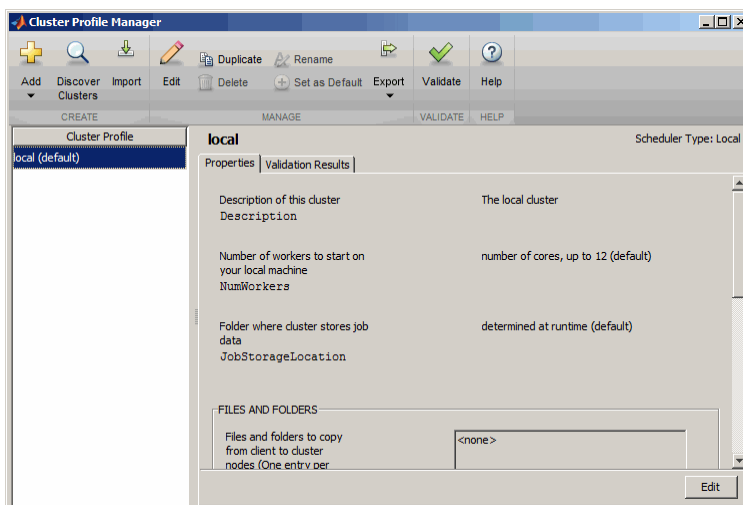 Cluster Profile Manager
Add
Discover
Clusters
Import
Edit
Duplicate
Rename
Delete
Set as Default
Export
Validate
Help
CREATE
MANAGE
VALIDATE
HELP
Cluster Profile
local (default)
local
Scheduler Type: Local
Properties
Validation Results
Description of this cluster
The local cluster
Description
Number of workers to start on
your local machine
number of cores, up to 12 (default)
NumWorkers
Folder where cluster stores job
data
determined at runtime (default)
JobStorageLocation
FILES AND FOLDERS
Files and folders to copy
from client to cluster
nodes (One entry per
<none>
Edit